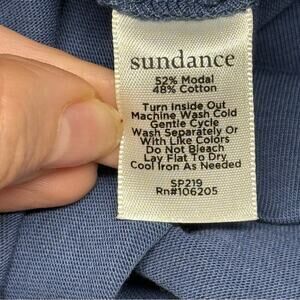 sundance
52% Modal
48% Cotton
Turn Inside Out
Machine Wash Cold
Gentle Cycle
Wash Separately Or
With Like Colors
Do Not Bleach
Lay Flat To Dry
Cool Iron As Needed
SP219
Rn#106205